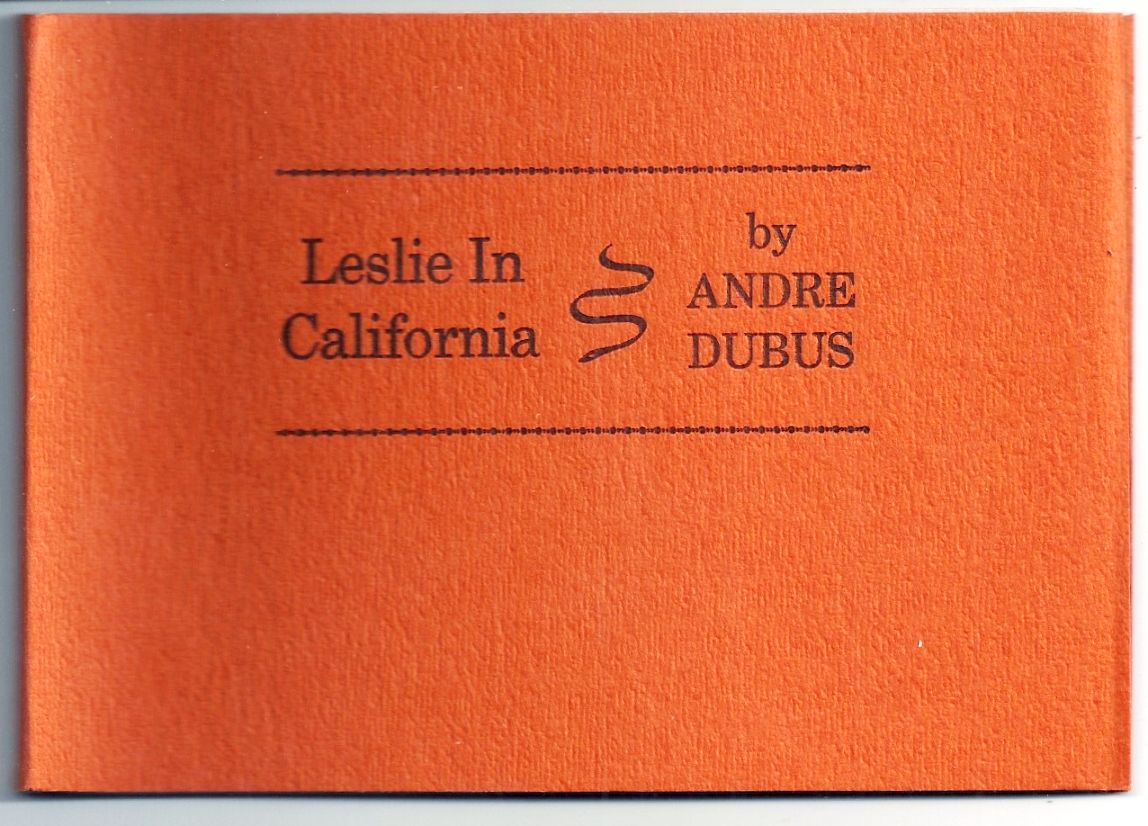 Leslie In
California
by
ANDRE
DUBUS